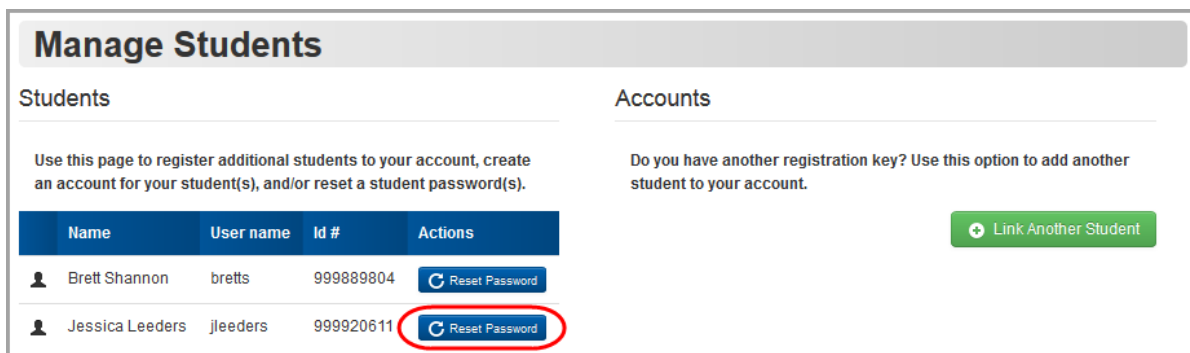 Manage Students
Students
Use this page to register additional students to your account, create
an account for your student(s), and/or reset a student password(s).
Name User name Id # Actions
Brett Shannon bretts 999889804 Reset Password
Jessica Leeders jleeders 999920611 Reset Password
Accounts
Do you have another registration key? Use this option to add another
student to your account.
Link Another Student